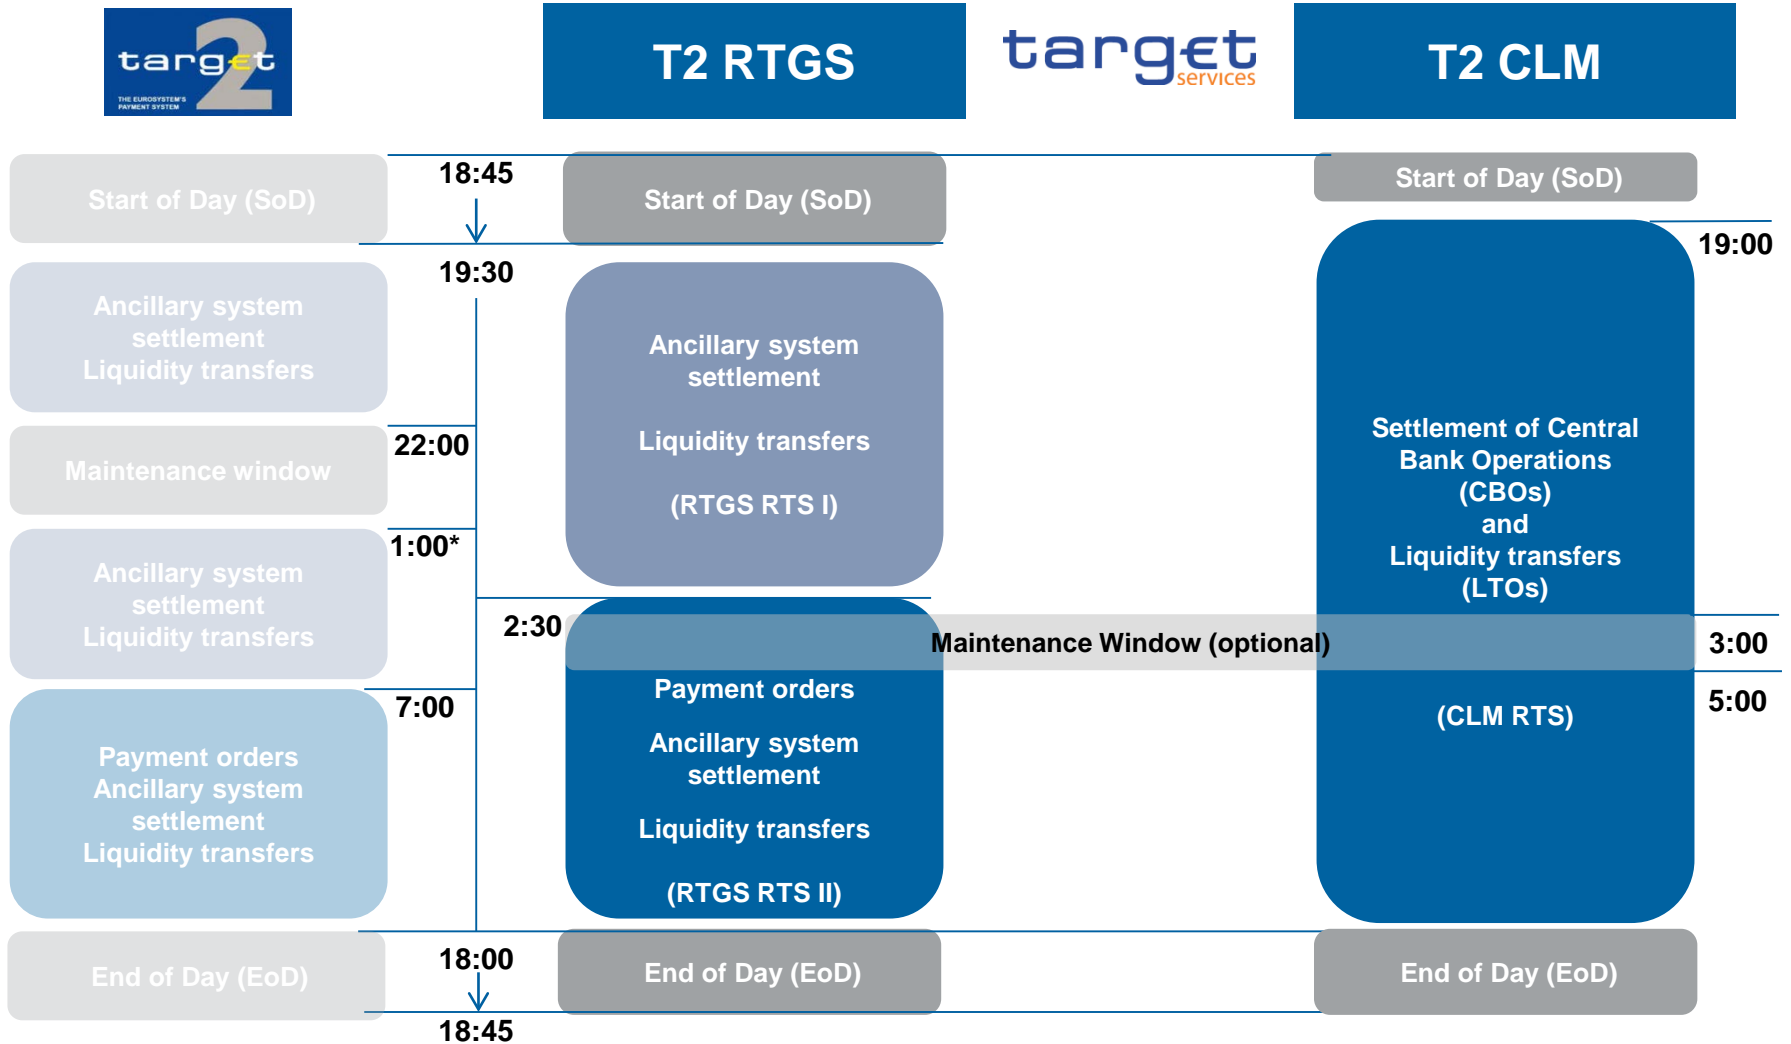 target
2
THE EUROSYSTEM'S
PAYMENT SYSTEM
T2 RTGS
target
services
T2 CLM
Start of Day (SoD)
18:45
Start of Day (SoD)
Start of Day (SoD)
19:00
19:30
Ancillary system
settlement
Liquidity transfers
Ancillary system
settlement
Liquidity transfers
(RTGS RTS I)
Settlement of Central
Bank Operations
(CBOs)
and
Liquidity transfers
(LTOs)
22:00
Maintenance window
1:00*
Ancillary system
settlement
Liquidity transfers
2:30
Maintenance Window (optional)
3:00
5:00
7:00
Payment orders
Ancillary system
settlement
Liquidity transfers
Payment orders
Ancillary system
settlement
Liquidity transfers
(RTGS RTS II)
(CLM RTS)
End of Day (EoD)
18:00
End of Day (EoD)
End of Day (EoD)
18:45